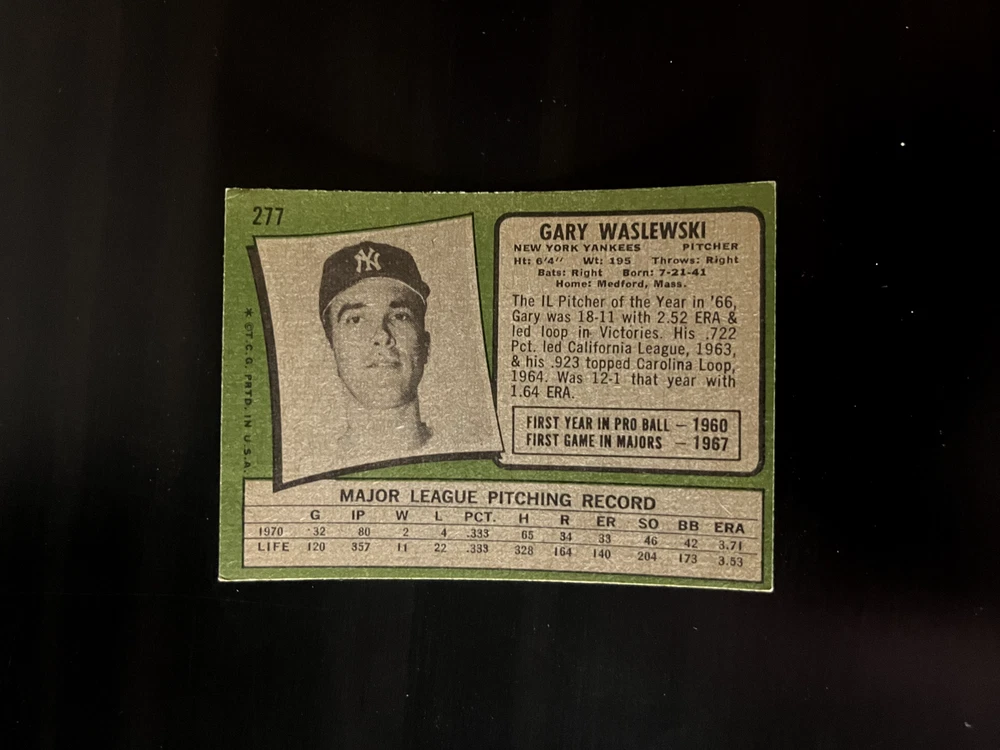 277
GARY WASLEWSKI
NEW YORK YANKEES PITCHER
Ht: 6'4" Wt: 195 Throws: Right
Bats: Right Born: 7-21-41
Home: Medford, Mass.
The IL Pitcher of the Year in '66,
Gary was 18-11 with 2.52 ERA &
led loop in Victories. His .722
Pct. led California League, 1963,
& his .923 topped Carolina Loop,
1964. Was 12-1 that year with
1.64 ERA.
FIRST YEAR IN PRO BALL — 1960
FIRST GAME IN MAJORS — 1967
NY
* ©T.C.G. PRTD. IN U.S.A.
MAJOR LEAGUE PITCHING RECORD
G IP W L PCT. H R ER SO BB ERA
1970 32 80 2 4 .333 65 34 33 46 42 3.71
LIFE 120 357 11 22 .333 328 164 140 204 173 3.53